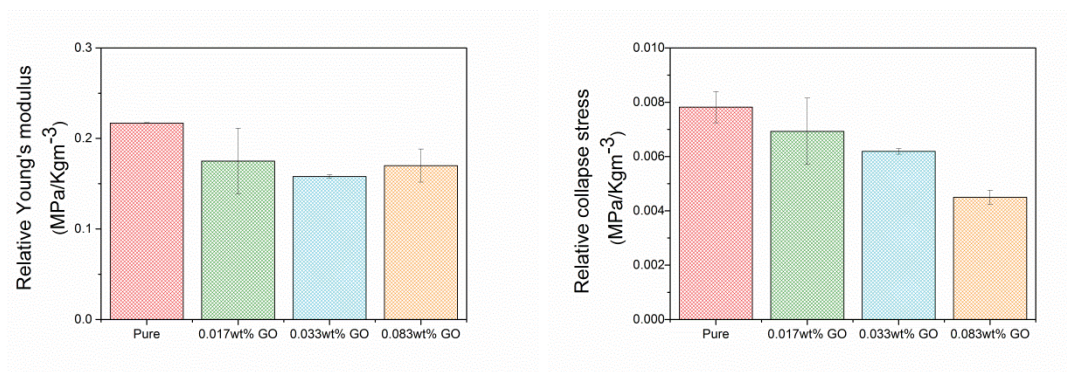 Relative Young's modulus
(MPa/Kgm⁻³)
0.3
0.2
0.1
0.0
Pure
0.017wt% GO
0.033wt% GO
0.083wt% GO
Relative collapse stress
(MPa/Kgm⁻³)
0.010
0.008
0.006
0.004
0.002
0.000
Pure
0.017wt% GO
0.033wt% GO
0.083wt% GO